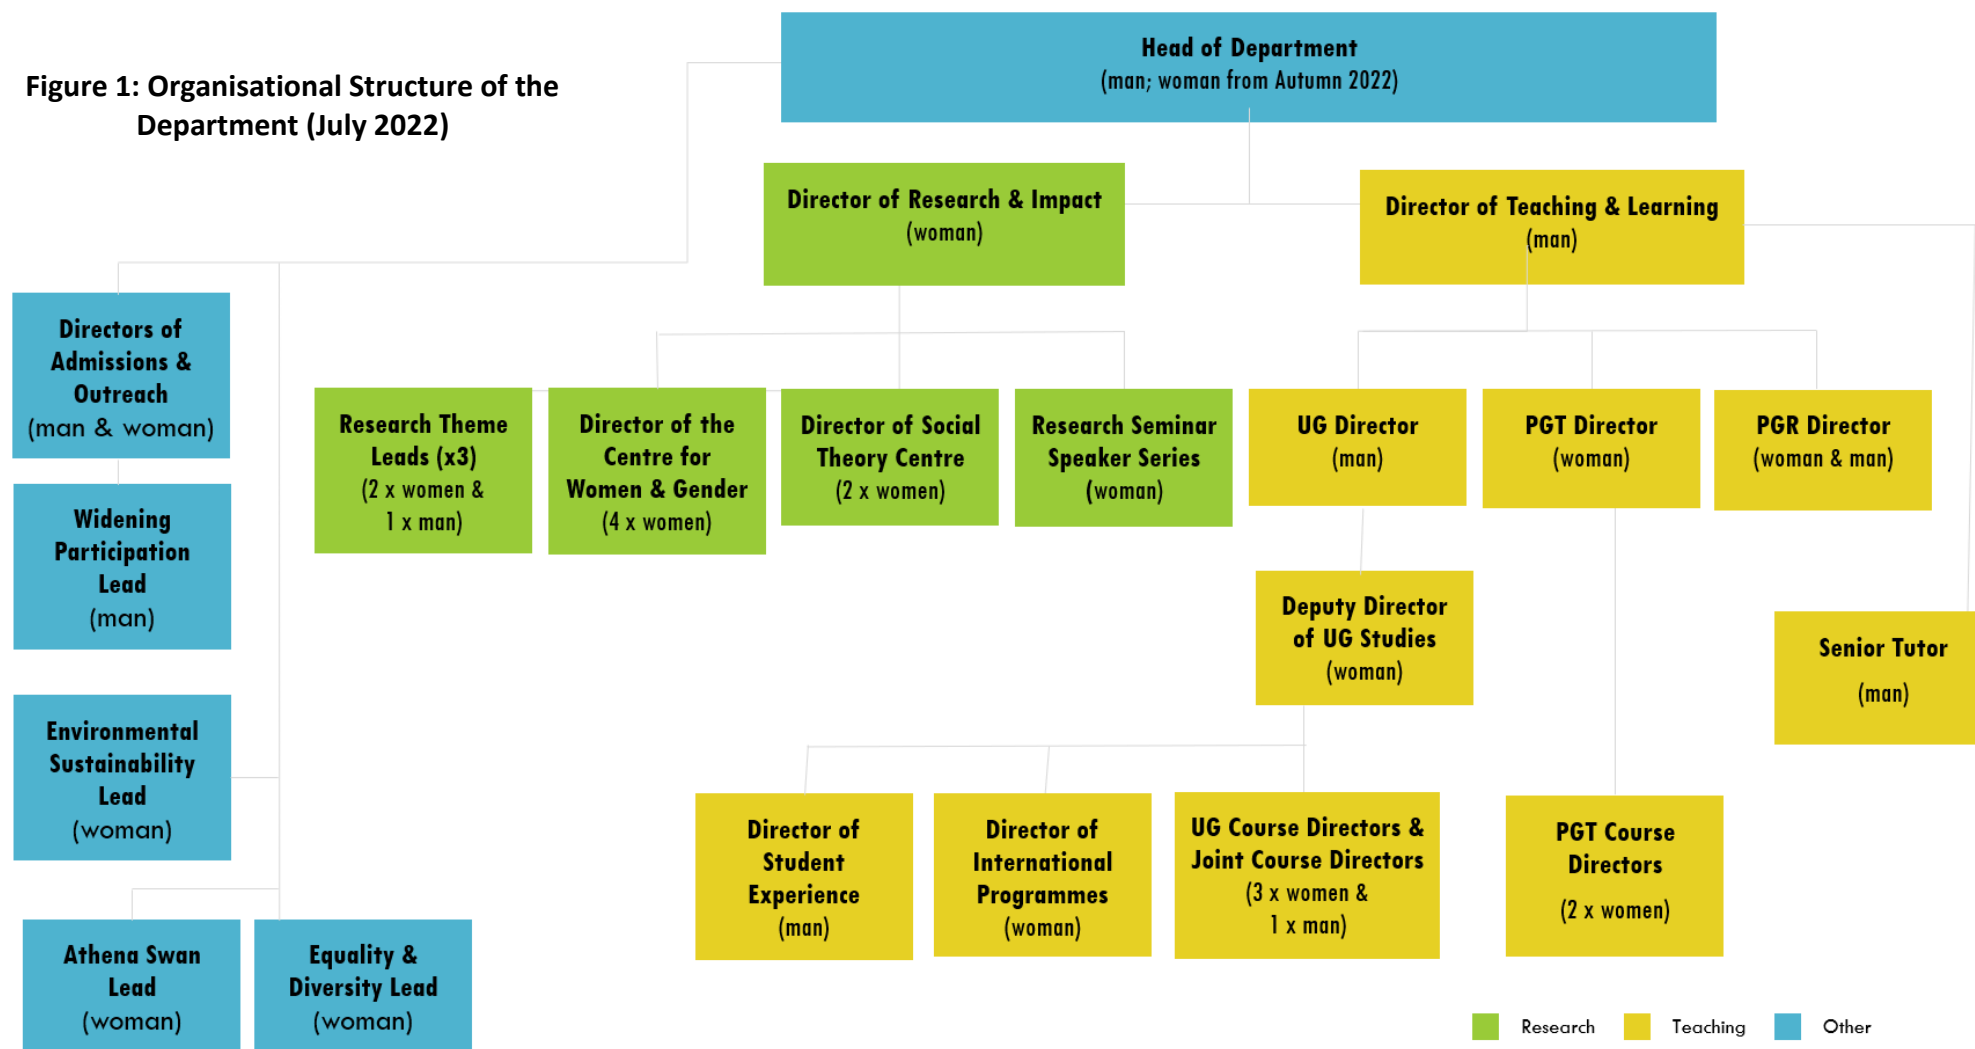 Figure 1: Organisational Structure of the
Department (July 2022)
Head of Department
(man; woman from Autumn 2022)
Director of Research & Impact
(woman)
Director of Teaching & Learning
(man)
Directors of
Admissions &
Outreach
(man & woman)
Widening
Participation
Lead
(man)
Environmental
Sustainability
Lead
(woman)
Athena Swan
Lead
(woman)
Equality &
Diversity Lead
(woman)
Research Theme
Leads (x3)
(2 x women &
1 x man)
Director of the
Centre for
Women & Gender
(4 x women)
Director of Social
Theory Centre
(2 x women)
Research Seminar
Speaker Series
(woman)
UG Director
(man)
PGT Director
(woman)
PGR Director
(woman & man)
Deputy Director
of UG Studies
(woman)
Senior Tutor
(man)
Director of
Student
Experience
(man)
Director of
International
Programmes
(woman)
UG Course Directors &
Joint Course Directors
(3 x women &
1 x man)
PGT Course
Directors
(2 x women)
Research
Teaching
Other